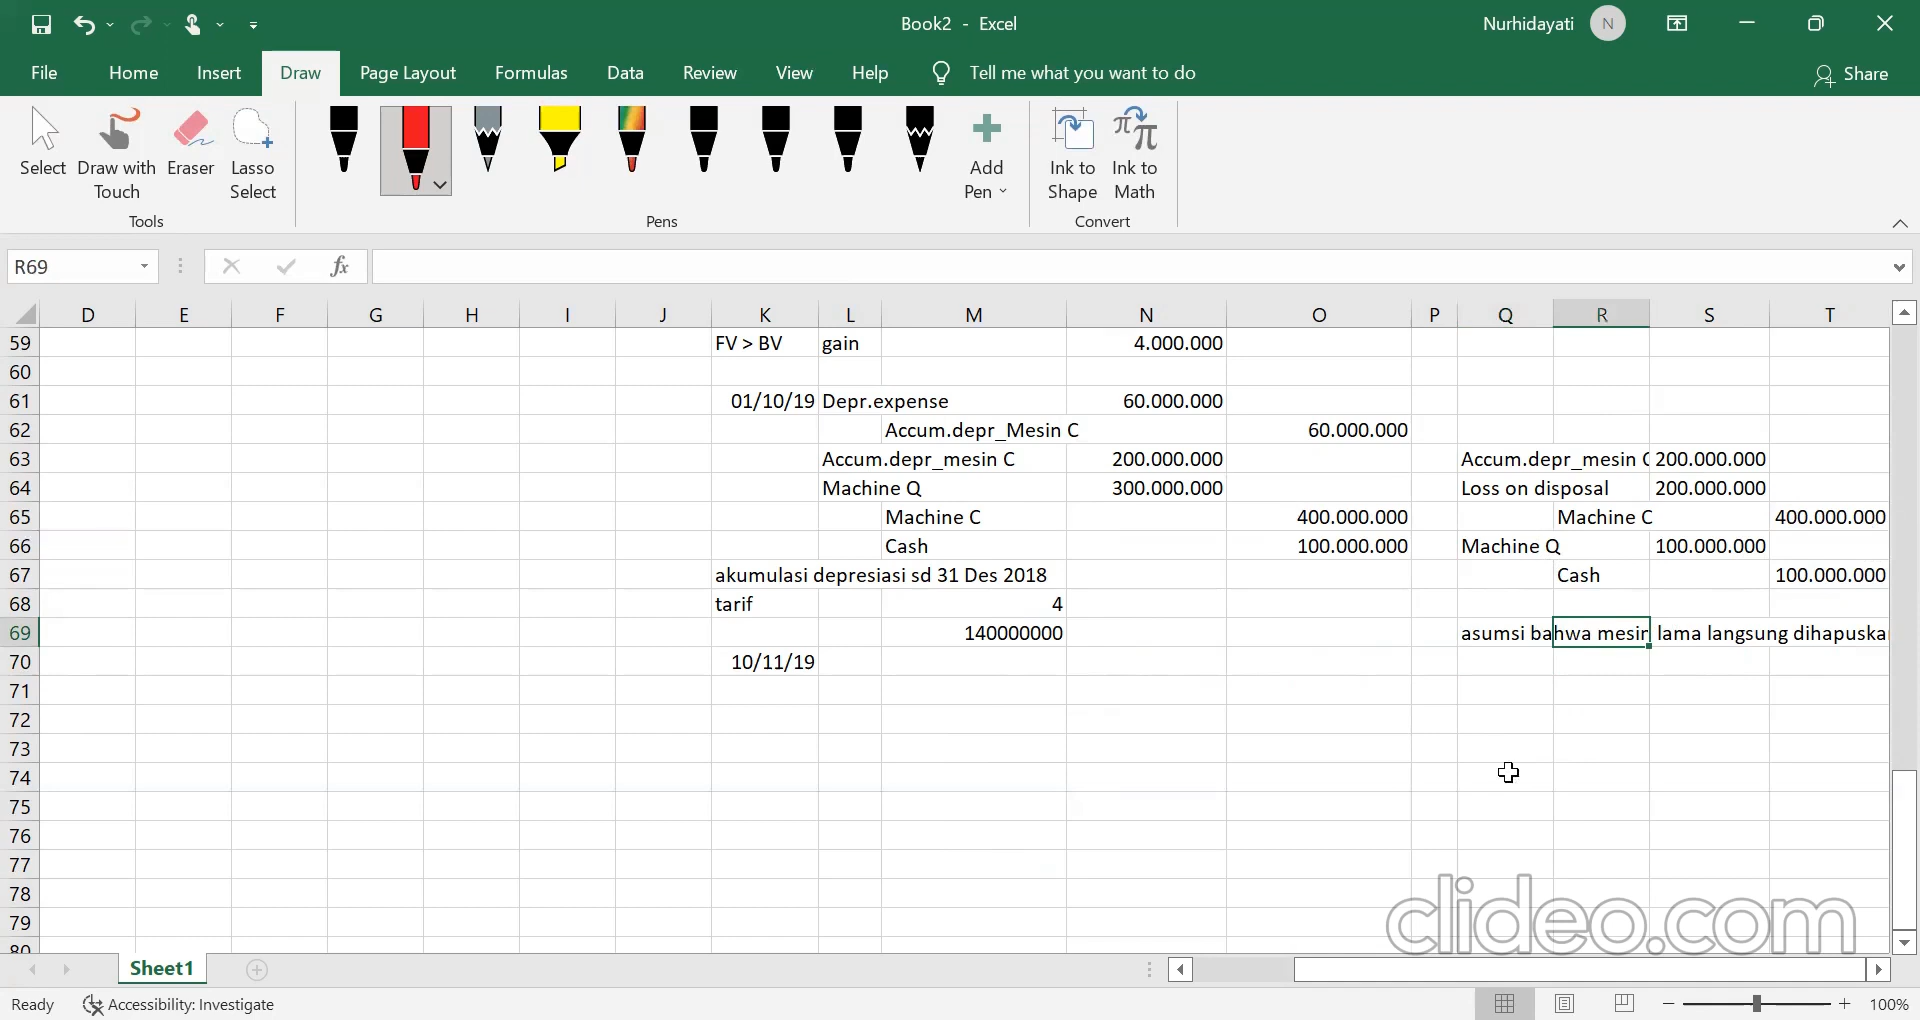 Book2 - Excel
Nurhidayati N
File Home Insert Draw Page Layout Formulas Data Review View Help Tell me what you want to do Share
Select Draw with Touch Eraser Lasso Select Add Pen Ink to Shape Ink to Math
Tools Pens Convert
R69 fx
D E F G H I J K L M N O P Q R S T
59 FV > BV gain 4.000.000
60
61 01/10/19 Depr.expense 60.000.000
62 Accum.depr_Mesin C 60.000.000
63 Accum.depr_mesin C 200.000.000 Accum.depr_mesin C 200.000.000
64 Machine Q 300.000.000 Loss on disposal 200.000.000
65 Machine C 400.000.000 Machine C 400.000.000
66 Cash 100.000.000 Machine Q 100.000.000
67 akumulasi depresiasi sd 31 Des 2018 Cash 100.000.000
68 tarif 4
69 140000000 asumsi bahwa mesin lama langsung dihapuskan
70 10/11/19
71
72
73
74
75
76
77
78
79
80
clideo.com
Sheet1
Ready Accessibility: Investigate 100%